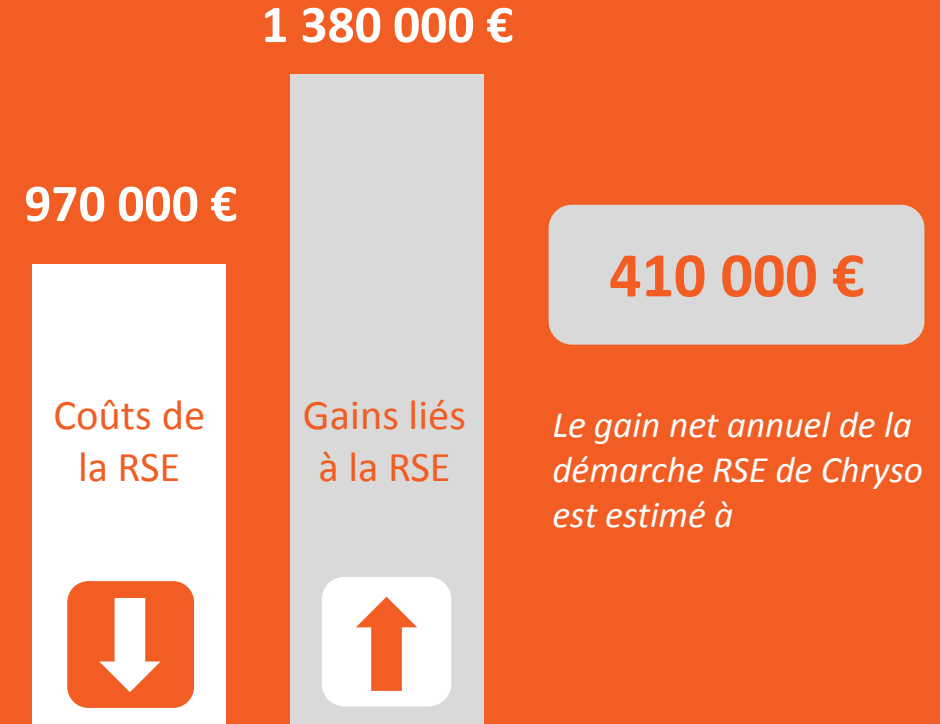 1 380 000 €
970 000 €
Coûts de
la RSE
Gains liés
à la RSE
410 000 €
Le gain net annuel de la
démarche RSE de Chryso
est estimé à